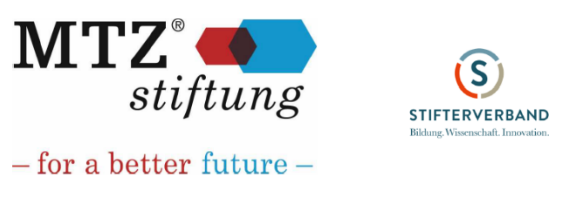 MTZ®
stiftung
– for a better future –
S
STIFTERVERBAND
Bildung. Wissenschaft. Innovation.